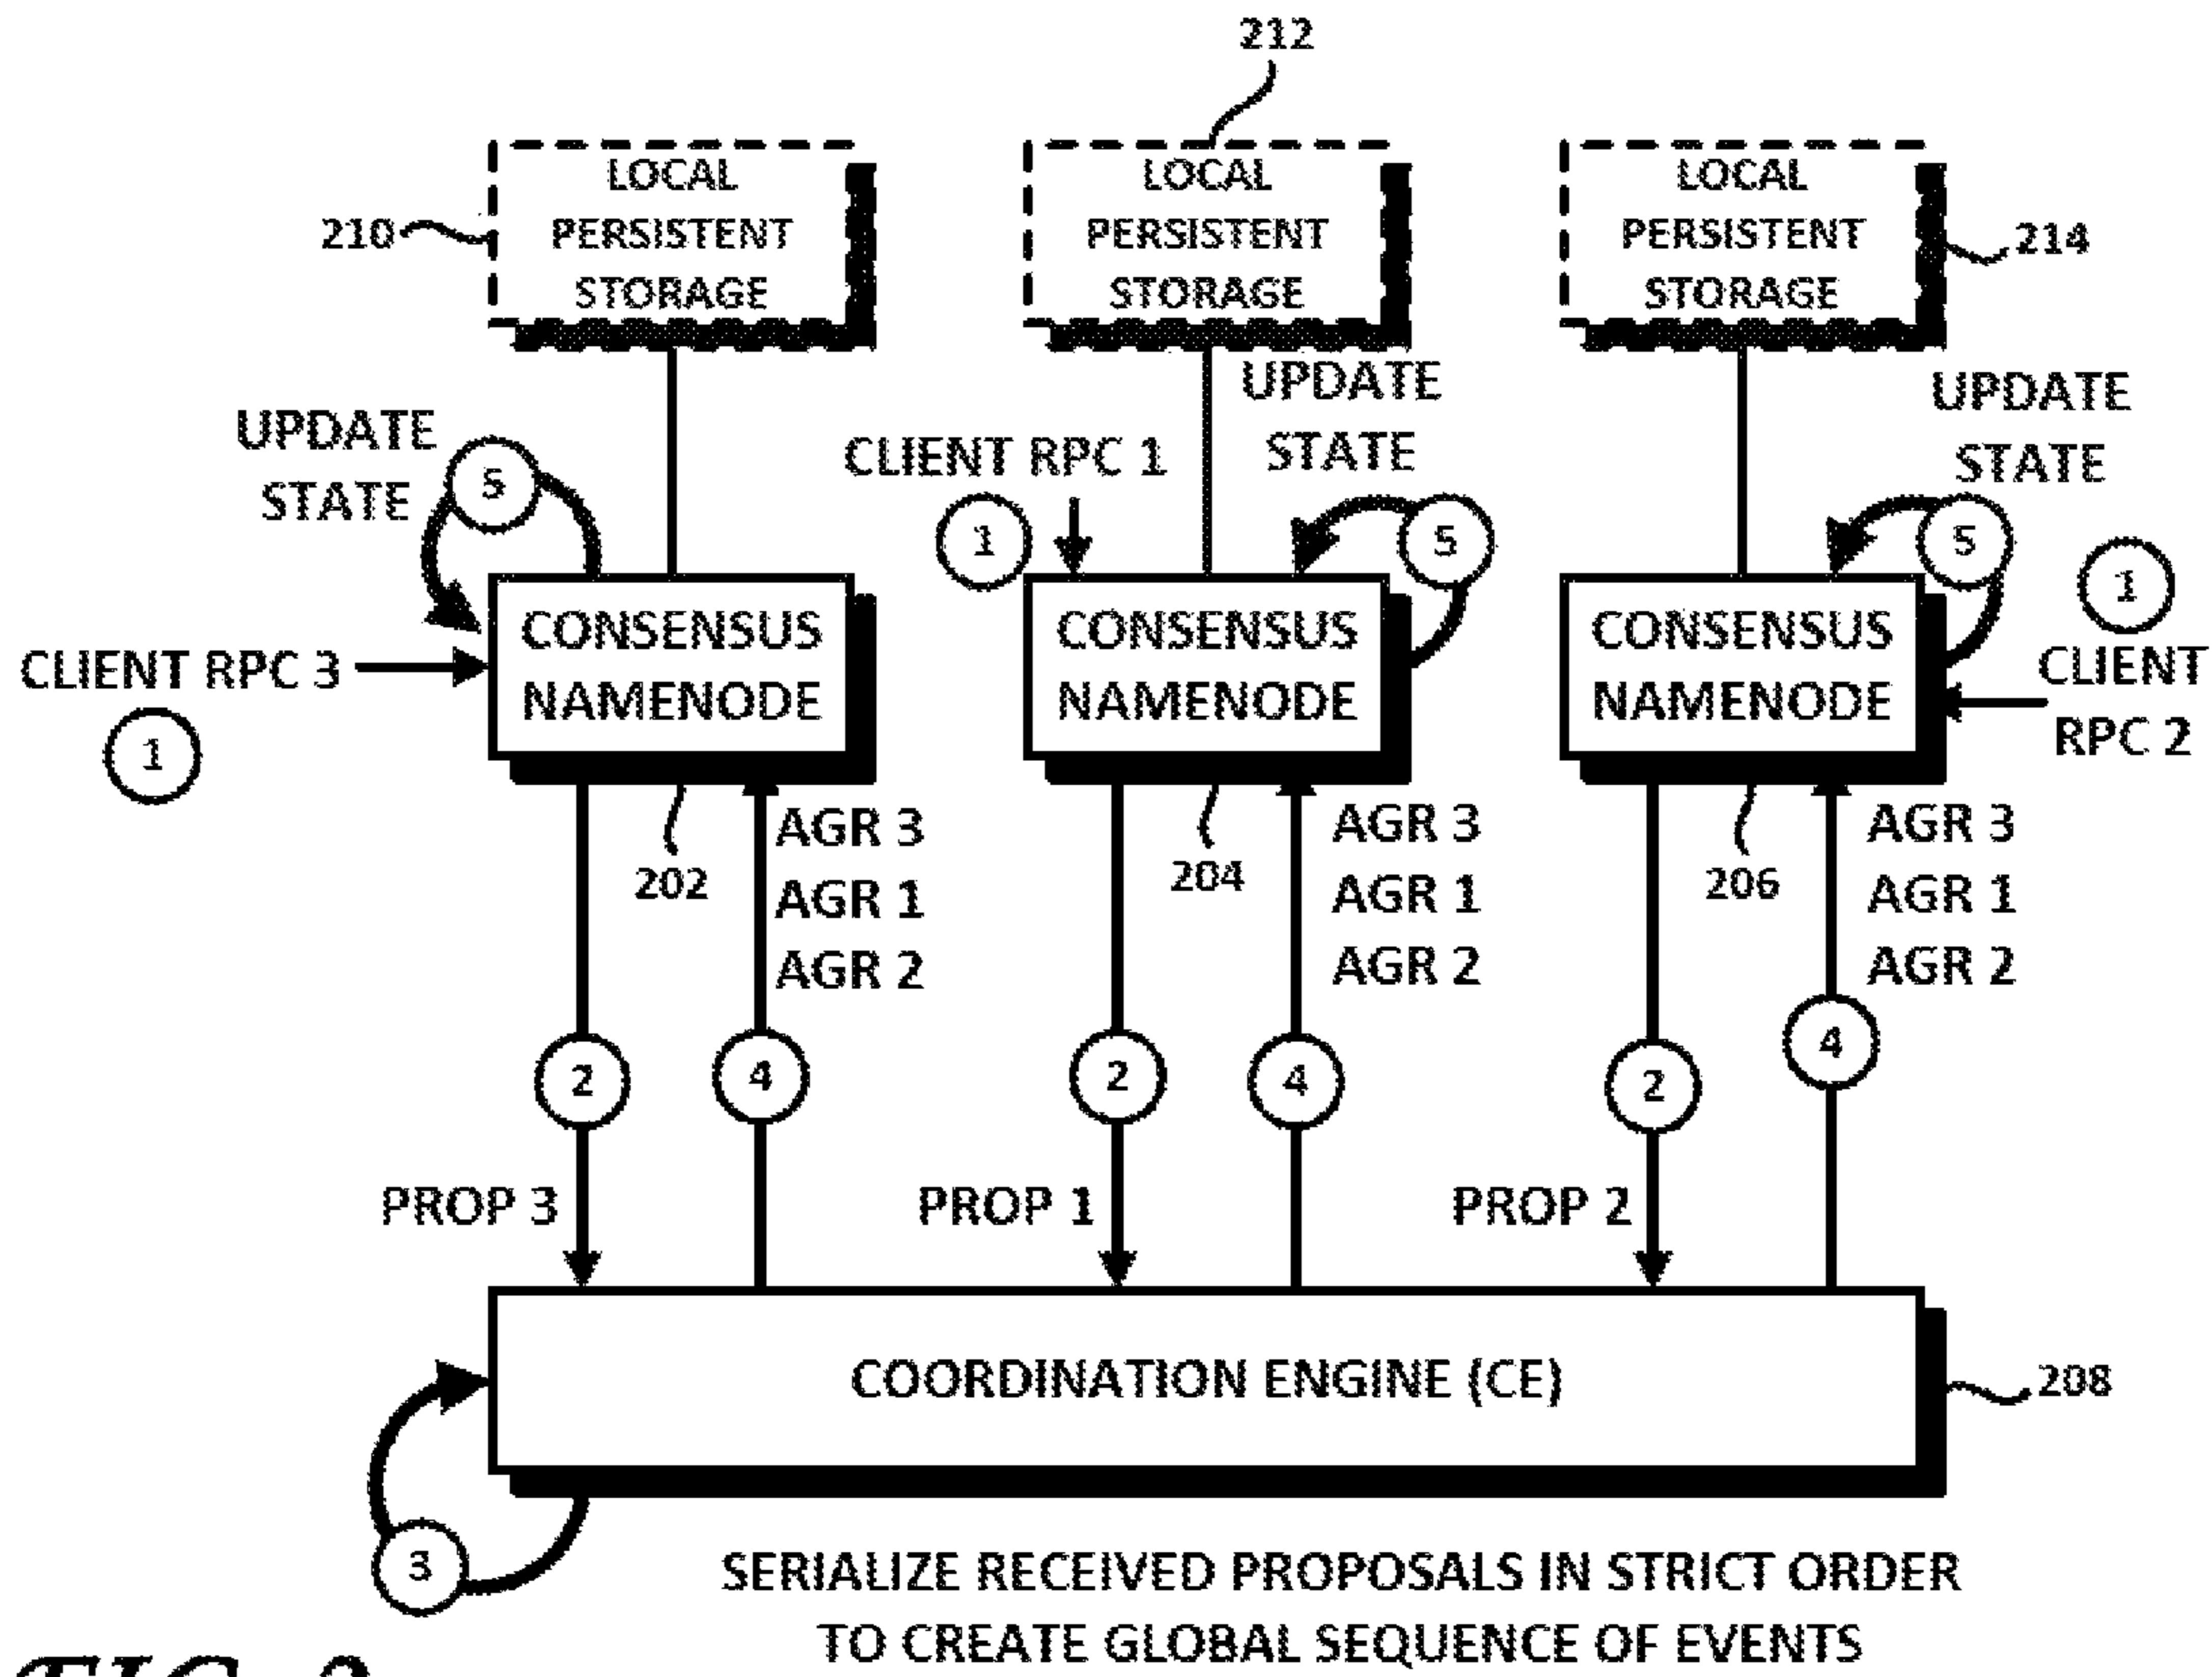 212
LOCAL
PERSISTENT
STORAGE
LOCAL
PERSISTENT
STORAGE
LOCAL
PERSISTENT
STORAGE
210
214
UPDATE
STATE
5
CLIENT RPC 1
1
UPDATE
STATE
5
UPDATE
STATE
5
1
CLIENT RPC 3
1
CONSENSUS
NAMENODE
CONSENSUS
NAMENODE
CONSENSUS
NAMENODE
CLIENT
RPC 2
202
AGR 3
AGR 1
AGR 2
204
AGR 3
AGR 1
AGR 2
206
AGR 3
AGR 1
AGR 2
2
4
2
4
2
4
PROP 3
PROP 1
PROP 2
COORDINATION ENGINE (CE)
208
3
SERIALIZE RECEIVED PROPOSALS IN STRICT ORDER
TO CREATE GLOBAL SEQUENCE OF EVENTS